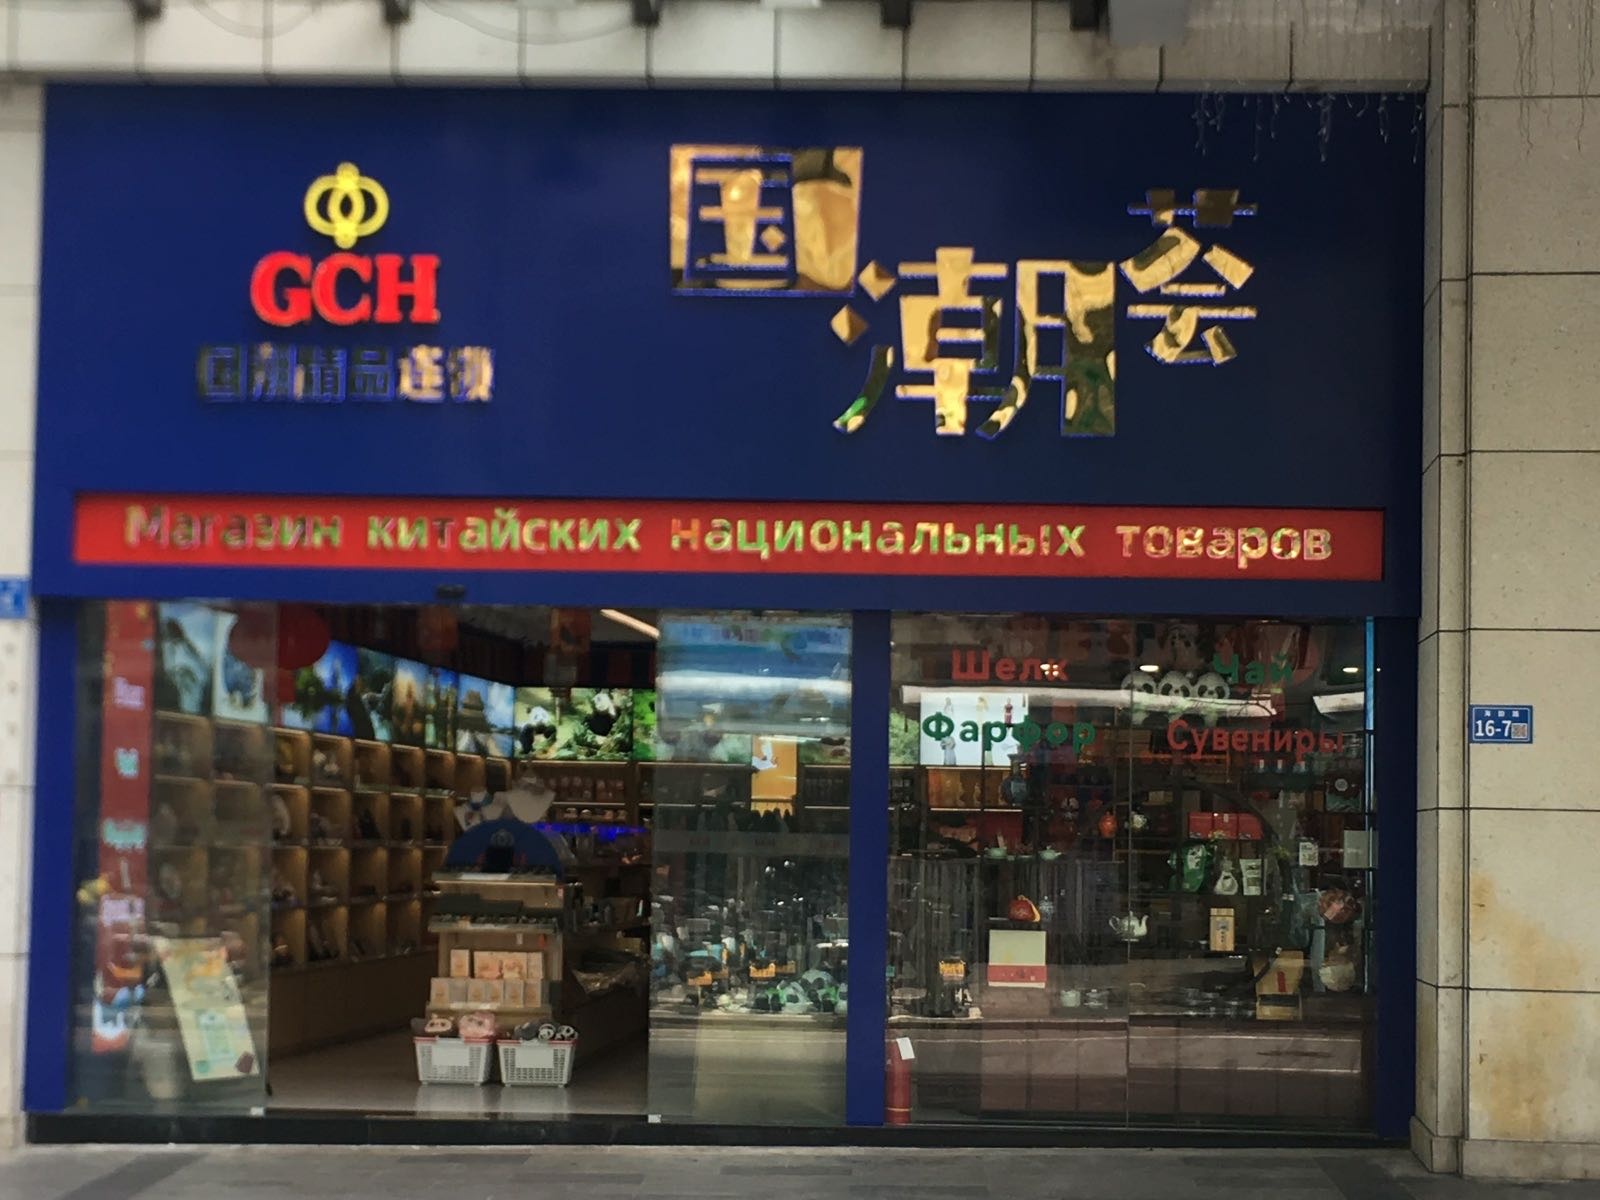 GCH
国潮精品连锁
国潮荟
Магазин китайских национальных товаров
Шелк
Чай
Фарфор
Сувениры
16-7